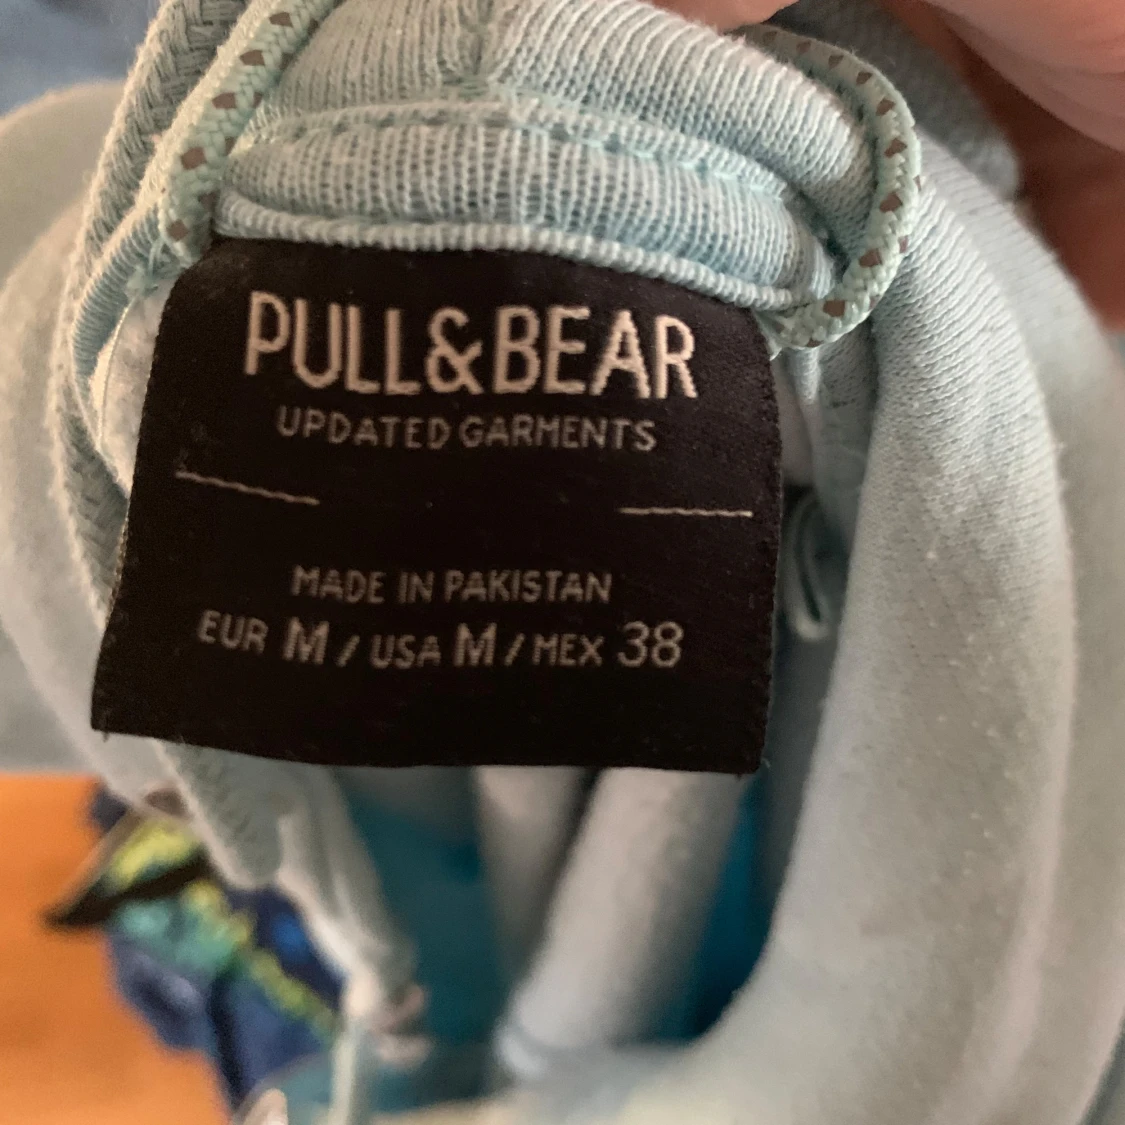 PULL&BEAR
UPDATED GARMENTS
MADE IN PAKISTAN
EUR M / USA M / MEX 38